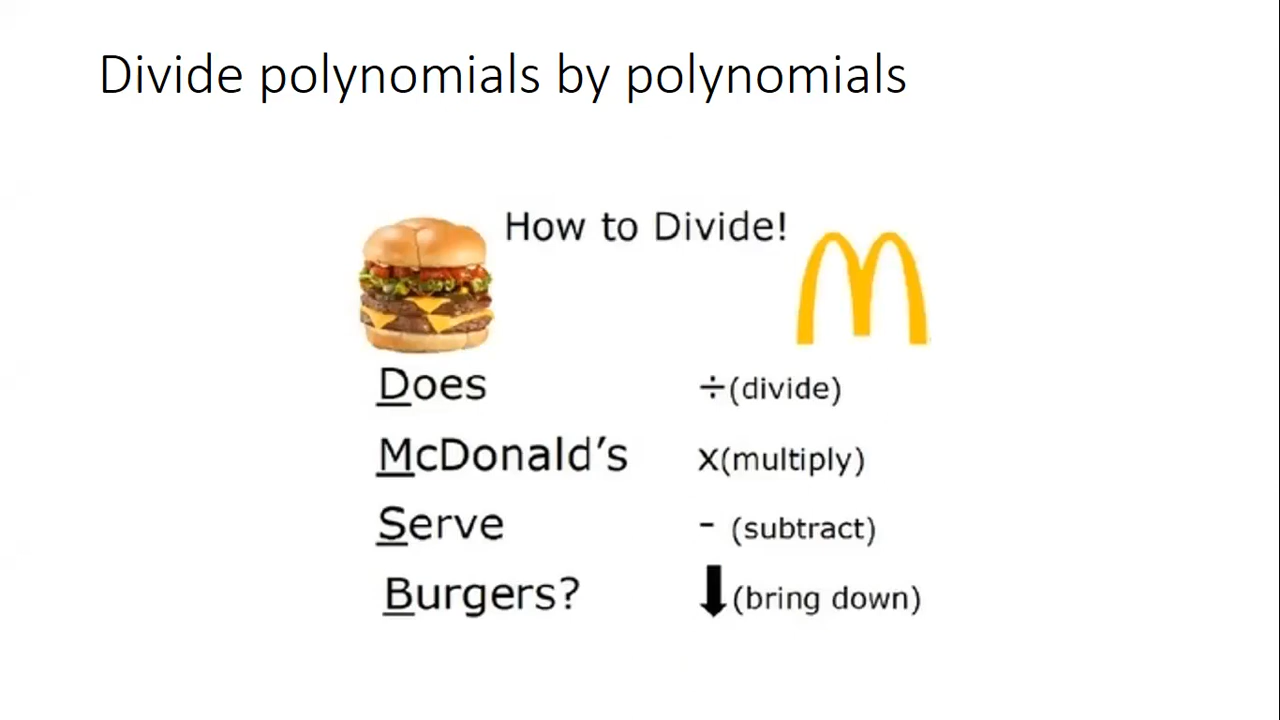 Divide polynomials by polynomials
How to Divide!
Does ÷(divide)
McDonald’s x(multiply)
Serve - (subtract)
Burgers? (bring down)